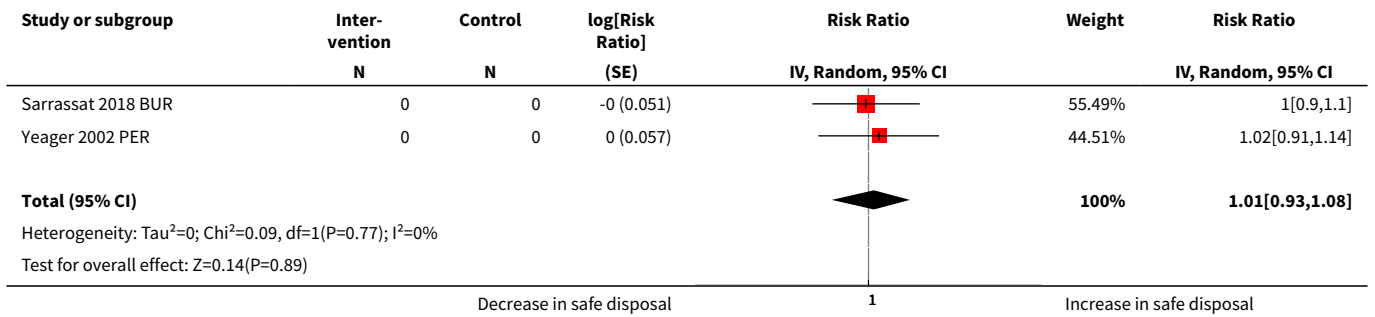 Study or subgroup Inter- Control log[Risk Risk Ratio Weight Risk Ratio
vention Ratio]
N N (SE) IV, Random, 95% CI IV, Random, 95% CI
Sarrassat 2018 BUR 0 0 -0 (0.051) 55.49% 1[0.9,1.1]
Yeager 2002 PER 0 0 0 (0.057) 44.51% 1.02[0.91,1.14]
Total (95% CI) 100% 1.01[0.93,1.08]
Heterogeneity: Tau²=0; Chi²=0.09, df=1(P=0.77); I²=0%
Test for overall effect: Z=0.14(P=0.89)
Decrease in safe disposal 1 Increase in safe disposal